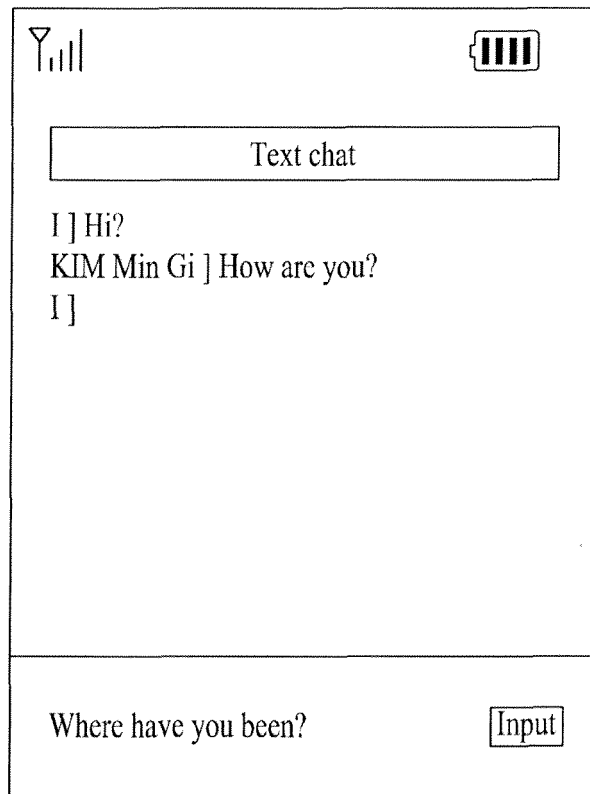 Text chat
I ] Hi?
KIM Min Gi ] How are you?
I ]
Where have you been?
Input